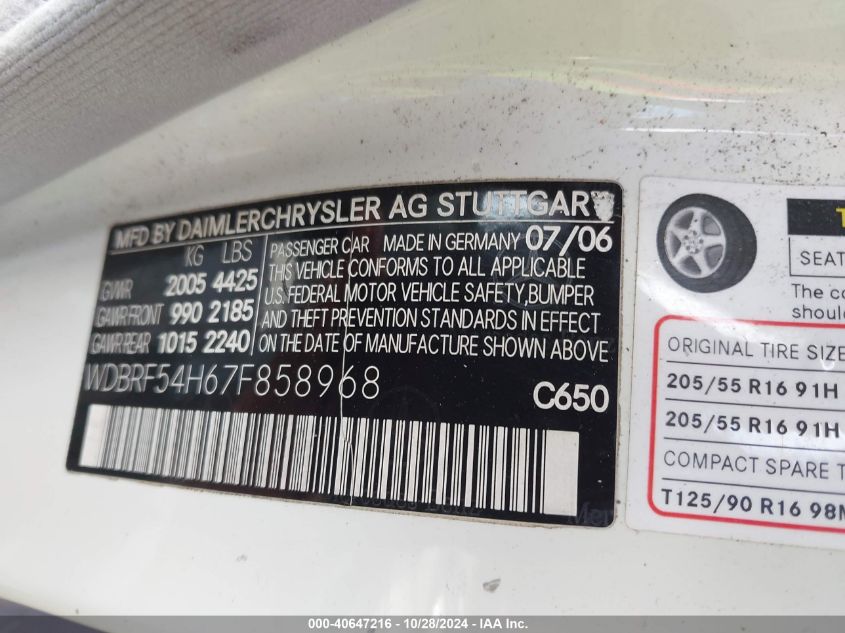 MFD BY DAIMLERCHRYSLER AG STUTTGART
KG LBS
GVWR 2005 4425
GAWR FRONT 990 2185
GAWR REAR 1015 2240
PASSENGER CAR MADE IN GERMANY 07/06
THIS VEHICLE CONFORMS TO ALL APPLICABLE
U.S. FEDERAL MOTOR VEHICLE SAFETY, BUMPER
AND THEFT PREVENTION STANDARDS IN EFFECT
ON THE DATE OF MANUFACTURE SHOWN ABOVE
WDBRF54H67F858968
C650
SEAT
The
shoul
ORIGINAL TIRE SIZE
205/55 R16 91H
205/55 R16 91H
COMPACT SPARE T
T125/90 R16 98M
000-40647216 - 10/28/2024 - IAA Inc.